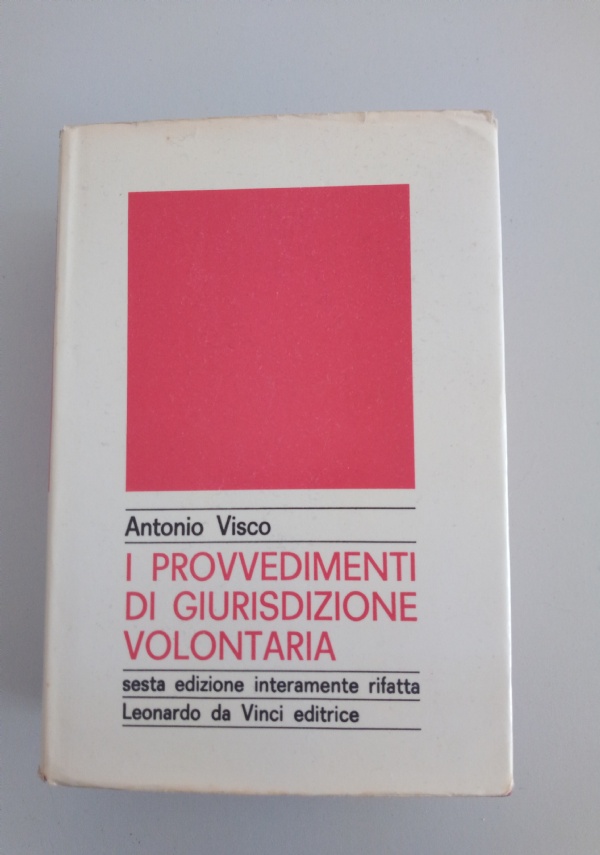 Antonio Visco
I PROVVEDIMENTI
DI GIURISDIZIONE
VOLONTARIA
sesta edizione interamente rifatta
Leonardo da Vinci editrice